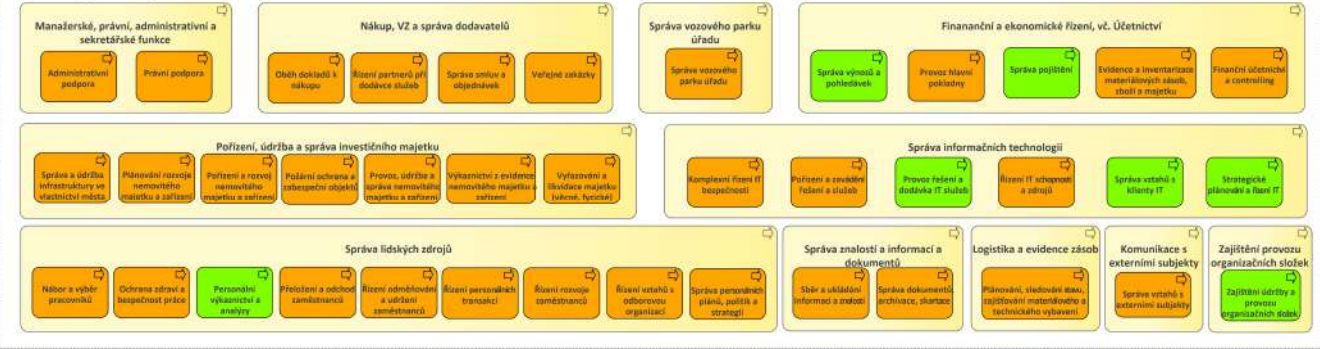 Manažerské, právní, administrativní a
sekretářské funkce
Administrativní
podpora
Právní podpora
Nákup, VZ a správa dodavatelů
Oběh dokladů k
nákupu
Řízení partnerů při
dodávce služeb
Správa smluv a
objednávek
Veřejné zakázky
Správa vozového parku
úřadu
Správa vozového
parku úřadu
Finananční a ekonomické řízení, vč. Účetnictví
Správa výnosů a
pohledávek
Provoz hlavní
pokladny
Správa pojištění
Evidence a inventarizace
materiálových zásob,
zboží a majetku
Finanční účetnictví
a controlling
Pořízení, údržba a správa investičního majetku
Správa a údržba
infrastruktury ve
vlastnictví města
Plánování rozvoje
nemovitého
majetku a zařízení
Pořízení a rozvoj
nemovitého
majetku a zařízení
Požární ochrana a
zabezpečení objektů
Provoz, údržba a
správa nemovitého
majetku a zařízení
Výkaznictví z evidence
nemovitého majetku a
zařízení
Vyřazování a
likvidace majetku
(věcné, fyzické)
Správa informačních technologií
Komplexní řízení IT
bezpečnosti
Pořízení a zavádění
řešení a služeb
Provoz řešení a
dodávka IT služeb
Řízení IT schopností
a zdrojů
Správa vztahů s
klienty IT
Strategické
plánování a řízení IT
Správa lidských zdrojů
Nábor a výběr
pracovníků
Ochrana zdraví a
bezpečnost práce
Personální
výkaznictví a
analýzy
Přeložení a odchod
zaměstnanců
Řízení odměňování
a udržení
zaměstnanců
Řízení personálních
transakcí
Řízení rozvoje
zaměstnanců
Řízení vztahů s
odborovou
organizací
Správa personálních
plánů, politik a
strategií
Správa znalostí a informací a
dokumentů
Sběr a ukládání
informací a znalostí
Správa dokumentů,
archivace, skartace
Logistika a evidence zásob
Plánování, sledování stavu,
zajišťování materiálového a
technického vybavení
Komunikace s
externími subjekty
Správa vztahů s
externími subjekty
Zajištění provozu
organizačních složek
Zajištění údržby a
provozu
organizačních složek